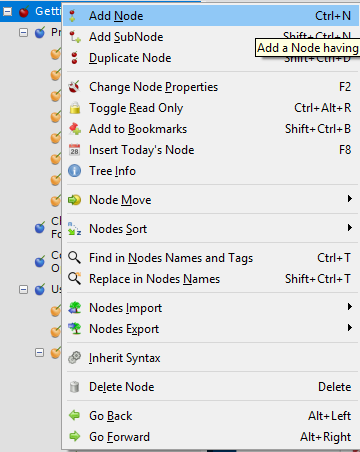 Getti
Add Node Ctrl+N
Pr
Add SubNode Shift+Ctrl+N
Add a Node having
Duplicate Node Shift+Ctrl+D
Change Node Properties F2
Toggle Read Only Ctrl+Alt+R
Add to Bookmarks Shift+Ctrl+B
Insert Today's Node F8
Tree Info
Node Move
Cl
Fo
Nodes Sort
Co
O
Find in Nodes Names and Tags Ctrl+T
Replace in Nodes Names Shift+Ctrl+T
Us
Nodes Import
Nodes Export
Inherit Syntax
Delete Node Delete
Go Back Alt+Left
Go Forward Alt+Right